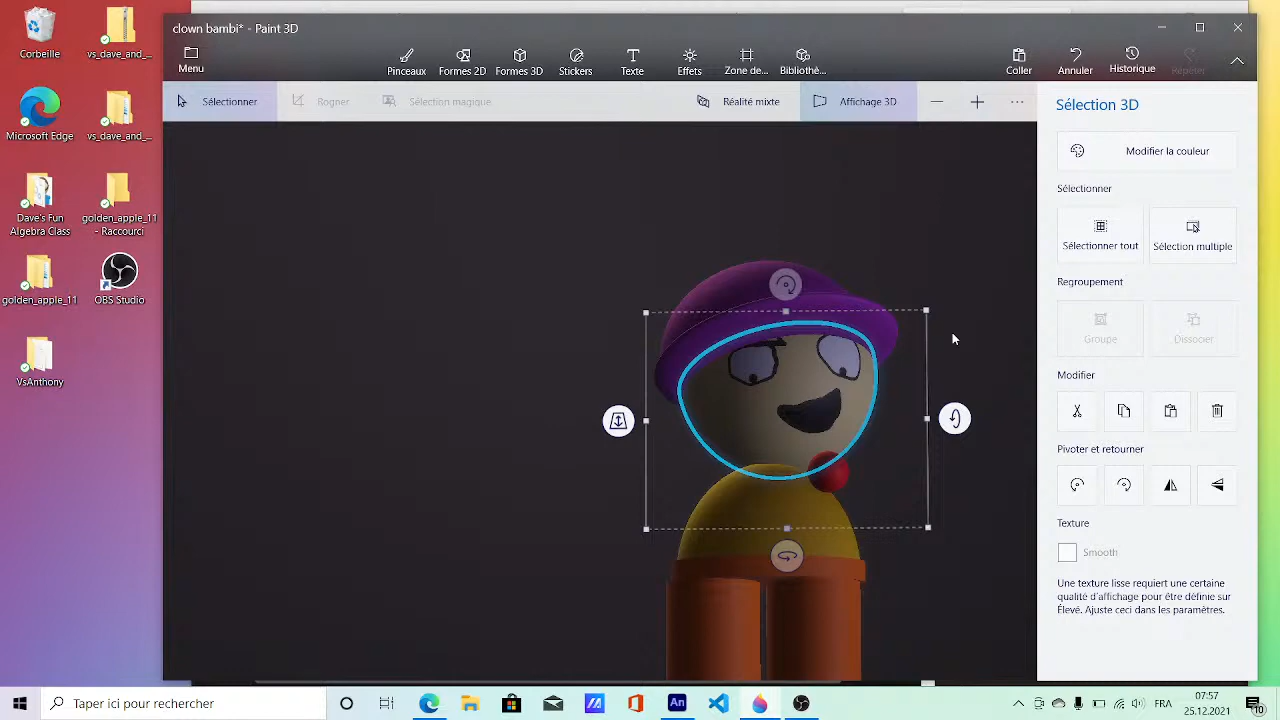 Corbeille
vs_dave_and_...
Microsoft Edge
vs_dave_and_...
Dave's Fun
Algebra Class
golden_apple_11
- Raccourci
golden_apple_11
OBS Studio
VsAnthony
clown bambi* - Paint 3D
Menu
Pinceaux
Formes 2D
Formes 3D
Stickers
Texte
Effets
Zone de...
Bibliothè...
Coller
Annuler
Historique
Répéter
Sélectionner
Rogner
Sélection magique
Réalité mixte
Affichage 3D
Sélection 3D
Modifier la couleur
Sélectionner
Sélectionner tout
Sélection multiple
Regroupement
Groupe
Dissocier
Modifier
Pivoter et retourner
Texture
Smooth
Une texture lisse requiert une certaine
qualité d'affichage pour être définie sur
Élevé. Ajuste ceci dans les paramètres.
Taper ici pour rechercher
An
FRA
07:57
25.12.2021
10